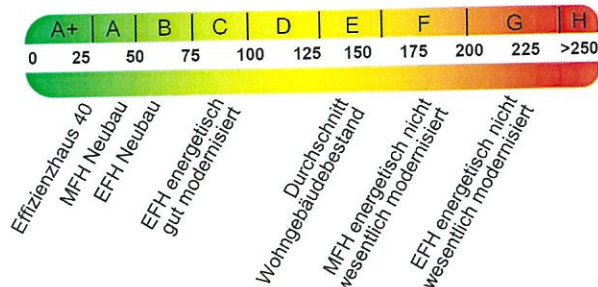 A+ A B C D E F G H
0 25 50 75 100 125 150 175 200 225 >250
Effizienzhaus 40
MFH Neubau
EFH Neubau
EFH energetisch
gut modernisiert
Durchschnitt
Wohngebäudebestand
MFH energetisch nicht
wesentlich modernisiert
EFH energetisch nicht
wesentlich modernisiert